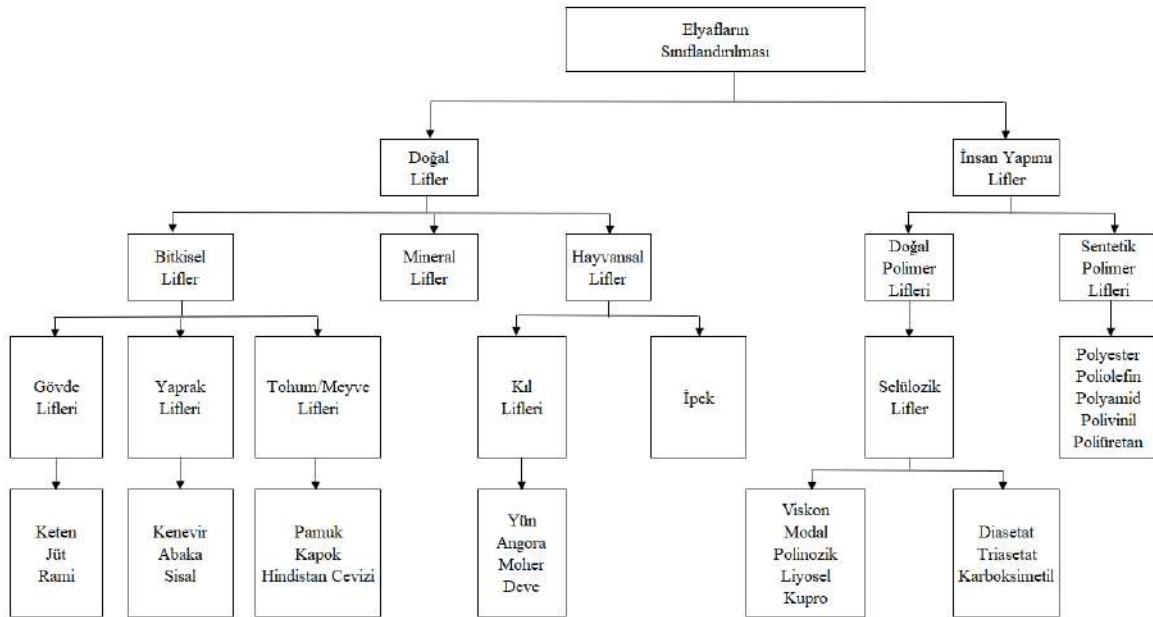 Elyafların
Sınıflandırılması
Doğal
Lifler
İnsan Yapımı
Lifler
Bitkisel
Lifler
Mineral
Lifler
Hayvansal
Lifler
Doğal
Polimer
Lifleri
Sentetik
Polimer
Lifleri
Gövde
Lifleri
Yaprak
Lifleri
Tohum/Meyve
Lifleri
Kıl
Lifleri
İpek
Selülozik
Lifler
Polyester
Poliolefin
Polyamid
Polivinil
Poliüretan
Keten
Jüt
Rami
Kenevir
Abaka
Sisal
Pamuk
Kapok
Hindistan Cevizi
Yün
Angora
Moher
Deve
Viskon
Modal
Polinozik
Liyosel
Kupro
Diasetat
Triasetat
Karboksimetil